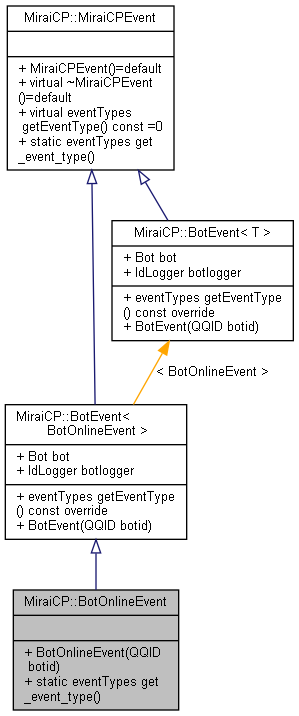 MiraiCP::MiraiCPEvent
+ MiraiCPEvent()=default
+ virtual ~MiraiCPEvent
()=default
+ virtual eventTypes
getEventType() const =0
+ static eventTypes get
_event_type()
MiraiCP::BotEvent< T >
+ Bot bot
+ IdLogger botlogger
+ eventTypes getEventType
() const override
+ BotEvent(QQID botid)
< BotOnlineEvent >
MiraiCP::BotEvent<
BotOnlineEvent >
+ Bot bot
+ IdLogger botlogger
+ eventTypes getEventType
() const override
+ BotEvent(QQID botid)
MiraiCP::BotOnlineEvent
+ BotOnlineEvent(QQID
botid)
+ static eventTypes get
_event_type()